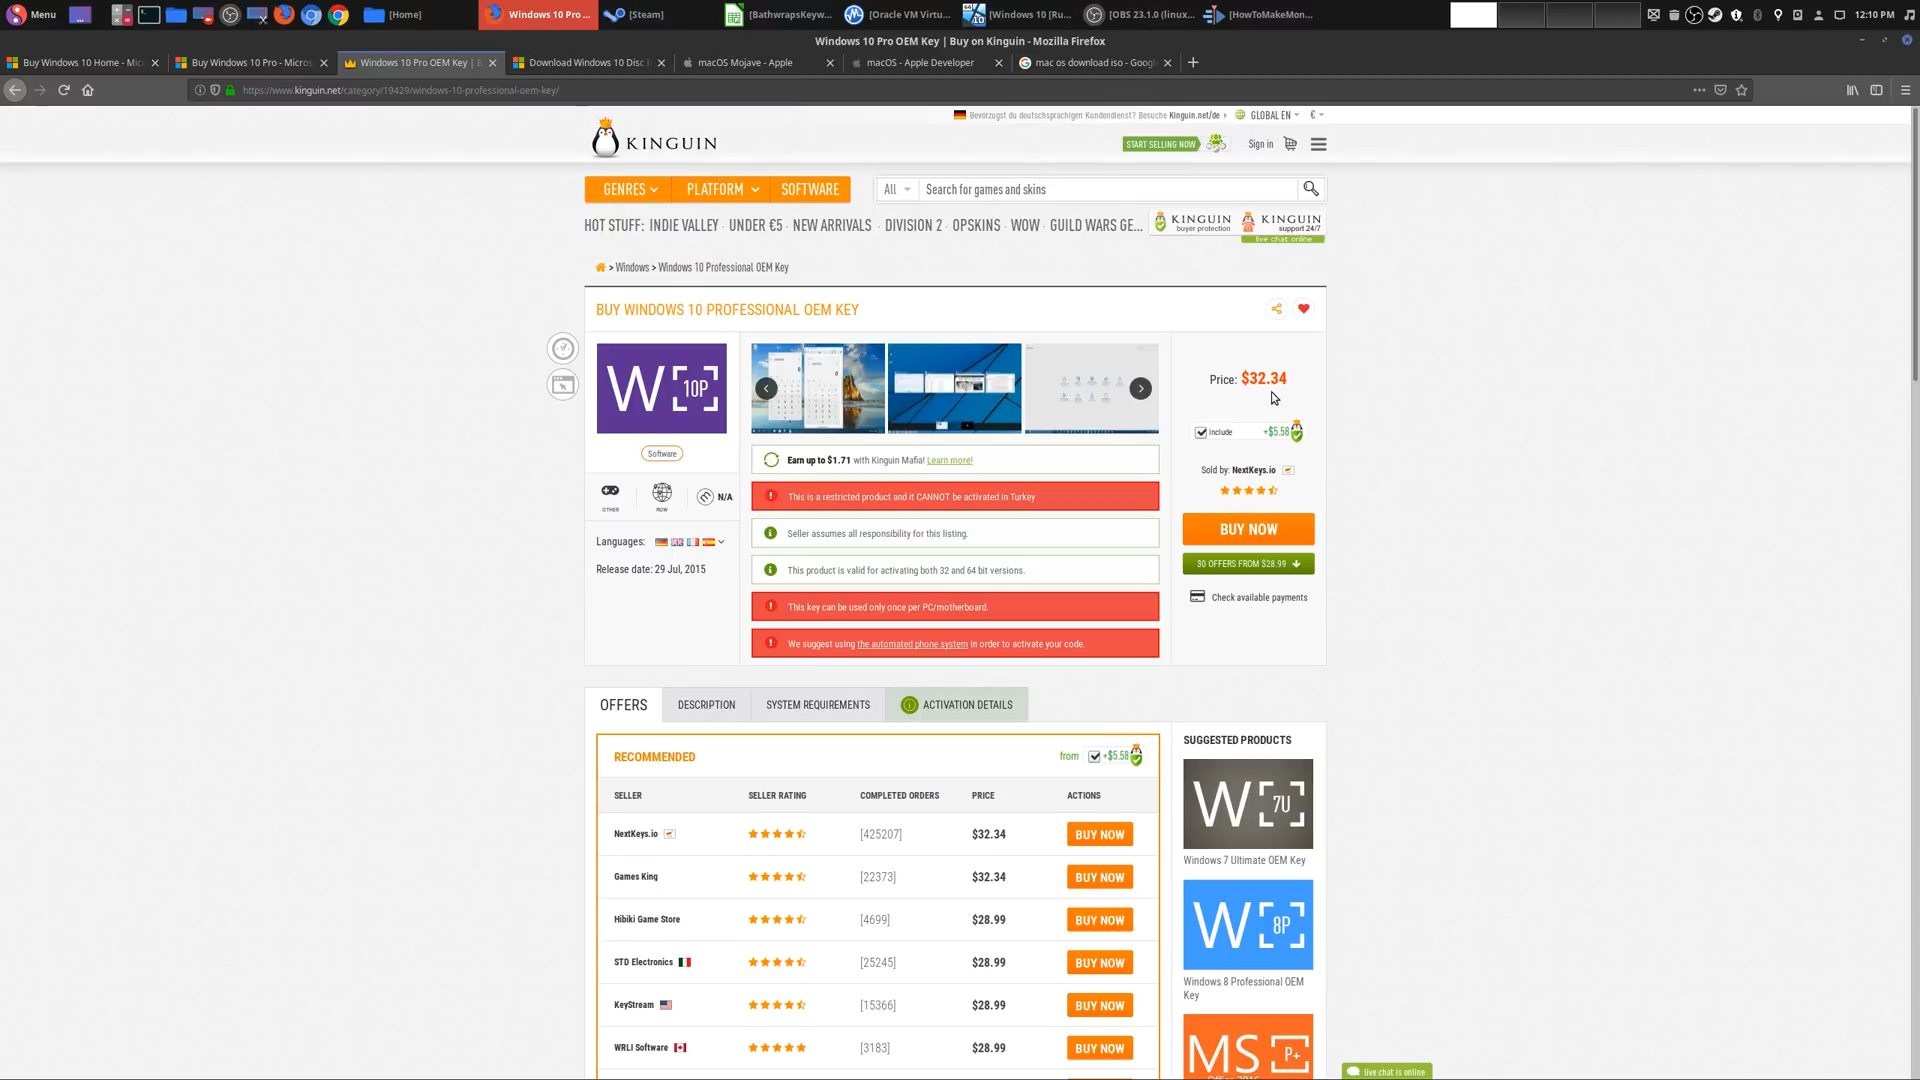 Menu
[Home]
Windows 10 Pro ...
[Steam]
[BathwrapsKeyw...
[Oracle VM Virtu...
[Windows 10 [Ru...
[OBS 23.1.0 (linux...
[HowToMakeMon...
12:10 PM
Windows 10 Pro OEM Key | Buy on Kinguin - Mozilla Firefox
Buy Windows 10 Home - Mic
Buy Windows 10 Pro - Micros
Windows 10 Pro OEM Key | B
Download Windows 10 Disc I
macOS Mojave - Apple
macOS - Apple Developer
mac os download iso - Googl
https://www.kinguin.net/category/19429/windows-10-professional-oem-key/
Bevorzugst du deutschsprachigen Kundendienst? Besuche Kinguin.net/de
GLOBAL EN
€
KINGUIN
START SELLING NOW
Sign in
GENRES
PLATFORM
SOFTWARE
All
Search for games and skins
HOT STUFF: INDIE VALLEY · UNDER €5 · NEW ARRIVALS · DIVISION 2 · OPSKINS · WOW · GUILD WARS GE...
KINGUIN
buyer protection
KINGUIN
support 24/7
live chat online
> Windows > Windows 10 Professional OEM Key
BUY WINDOWS 10 PROFESSIONAL OEM KEY
W [10P]
Software
OTHER
ROW
N/A
Languages:
Release date: 29 Jul, 2015
Earn up to $1.71 with Kinguin Mafia! Learn more!
This is a restricted product and it CANNOT be activated in Turkey
Seller assumes all responsibility for this listing.
This product is valid for activating both 32 and 64 bit versions.
This key can be used only once per PC/motherboard.
We suggest using the automated phone system in order to activate your code.
Price: $32.34
include
+$5.58
Sold by: NextKeys.io
BUY NOW
30 OFFERS FROM $28.99
Check available payments
OFFERS
DESCRIPTION
SYSTEM REQUIREMENTS
ACTIVATION DETAILS
RECOMMENDED
from
+$5.58
SELLER
SELLER RATING
COMPLETED ORDERS
PRICE
ACTIONS
NextKeys.io [425207] $32.34 BUY NOW
Games King [22373] $32.34 BUY NOW
Hibiki Game Store [4699] $28.99 BUY NOW
STD Electronics [25245] $28.99 BUY NOW
KeyStream [15366] $28.99 BUY NOW
WRLI Software [3183] $28.99 BUY NOW
SUGGESTED PRODUCTS
W [7U]
Windows 7 Ultimate OEM Key
W [8P]
Windows 8 Professional OEM
Key
MS [P+]
live chat is online